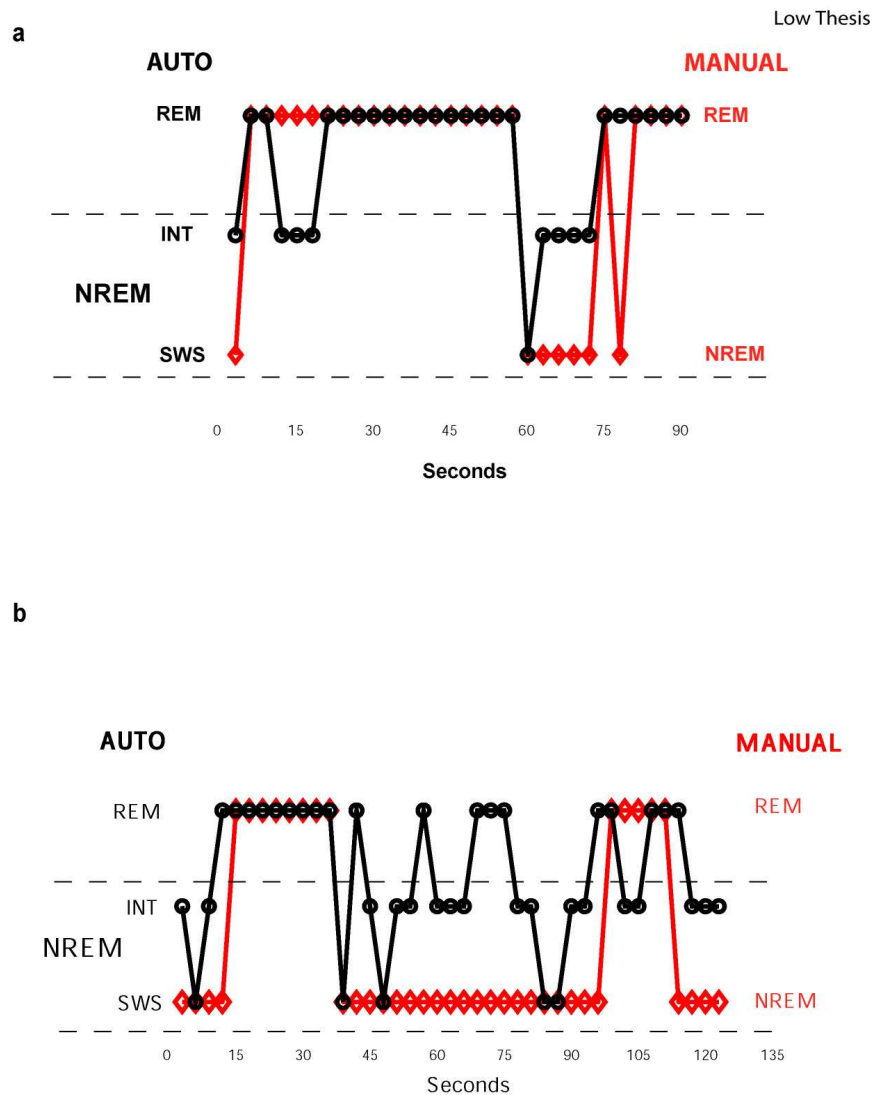 Low Thesis
a
AUTO MANUAL
REM REM
INT
NREM
SWS NREM
0 15 30 45 60 75 90
Seconds
b
AUTO MANUAL
REM REM
INT
NREM
SWS NREM
0 15 30 45 60 75 90 105 120 135
Seconds